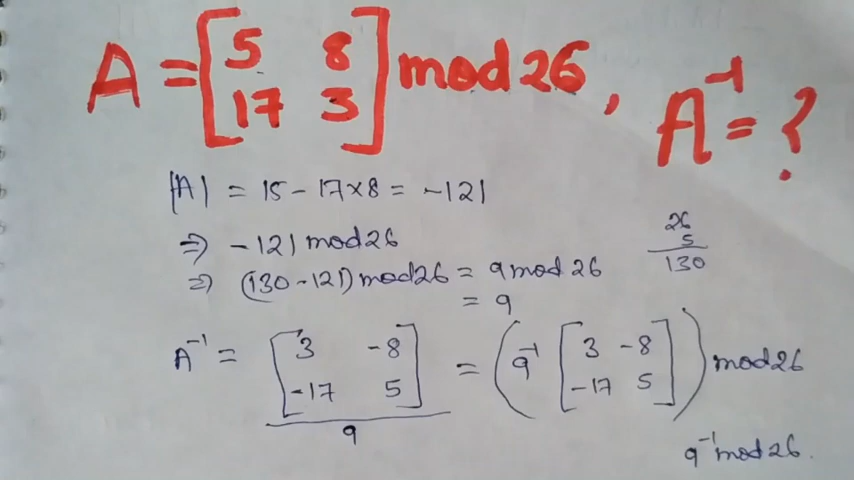 A = [5 8 17 3] mod 26, A⁻¹ = ?
|A| = 15 - 17×8 = -121
⇒ -121 mod 26
26
5
130
⇒ (130-121) mod 26 = 9 mod 26
= 9
A⁻¹ = [3 -8 -17 5] / 9 = (9⁻¹ [3 -8 -17 5]) mod 26
9⁻¹ mod 26.